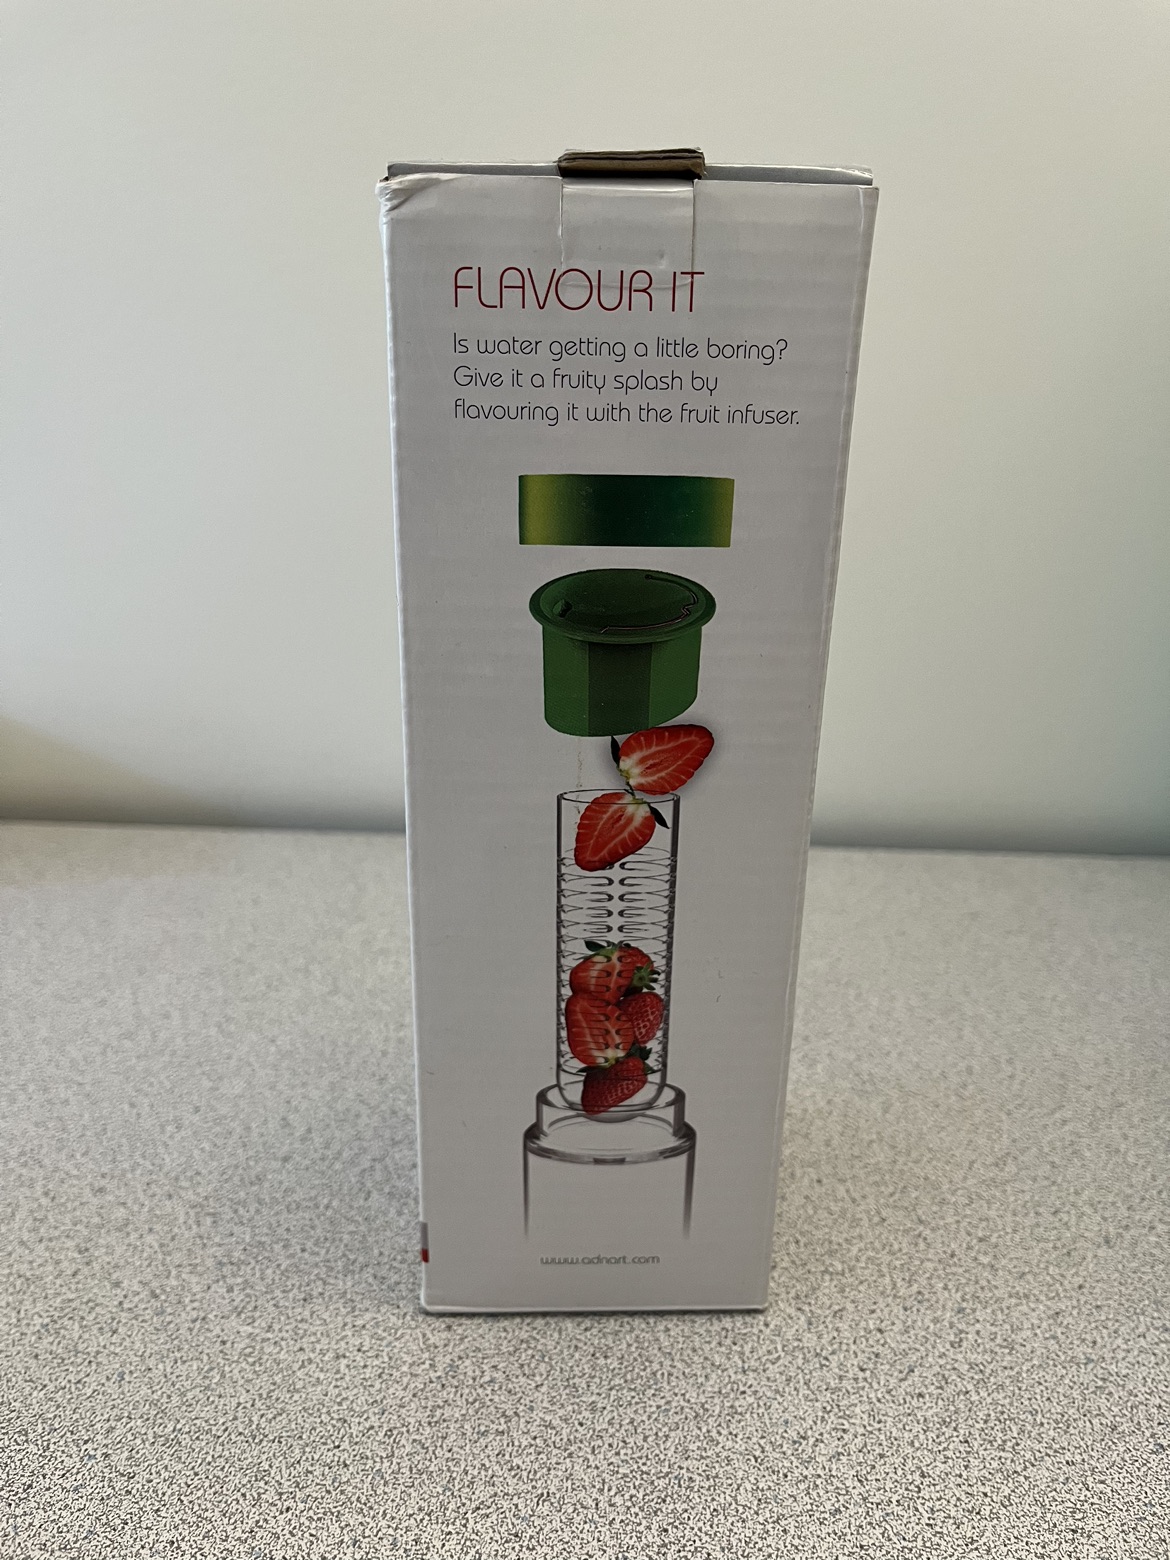 FLAVOUR IT
Is water getting a little boring?
Give it a fruity splash by
flavouring it with the fruit infuser.
www.adnart.com